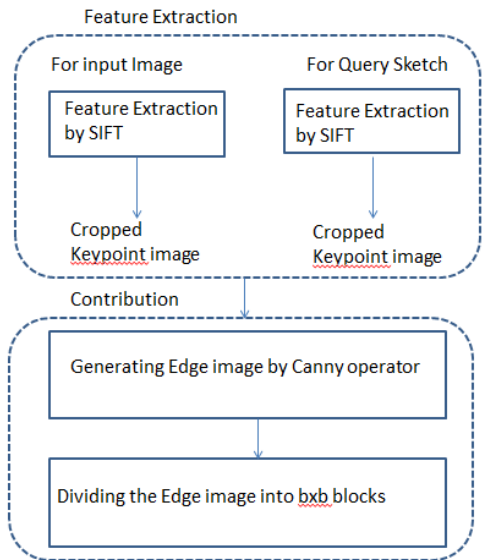 Feature Extraction
For input Image
For Query Sketch
Feature Extraction
by SIFT
Feature Extraction
by SIFT
Cropped
Keypoint image
Cropped
Keypoint image
Contribution
Generating Edge image by Canny operator
Dividing the Edge image into bxb blocks